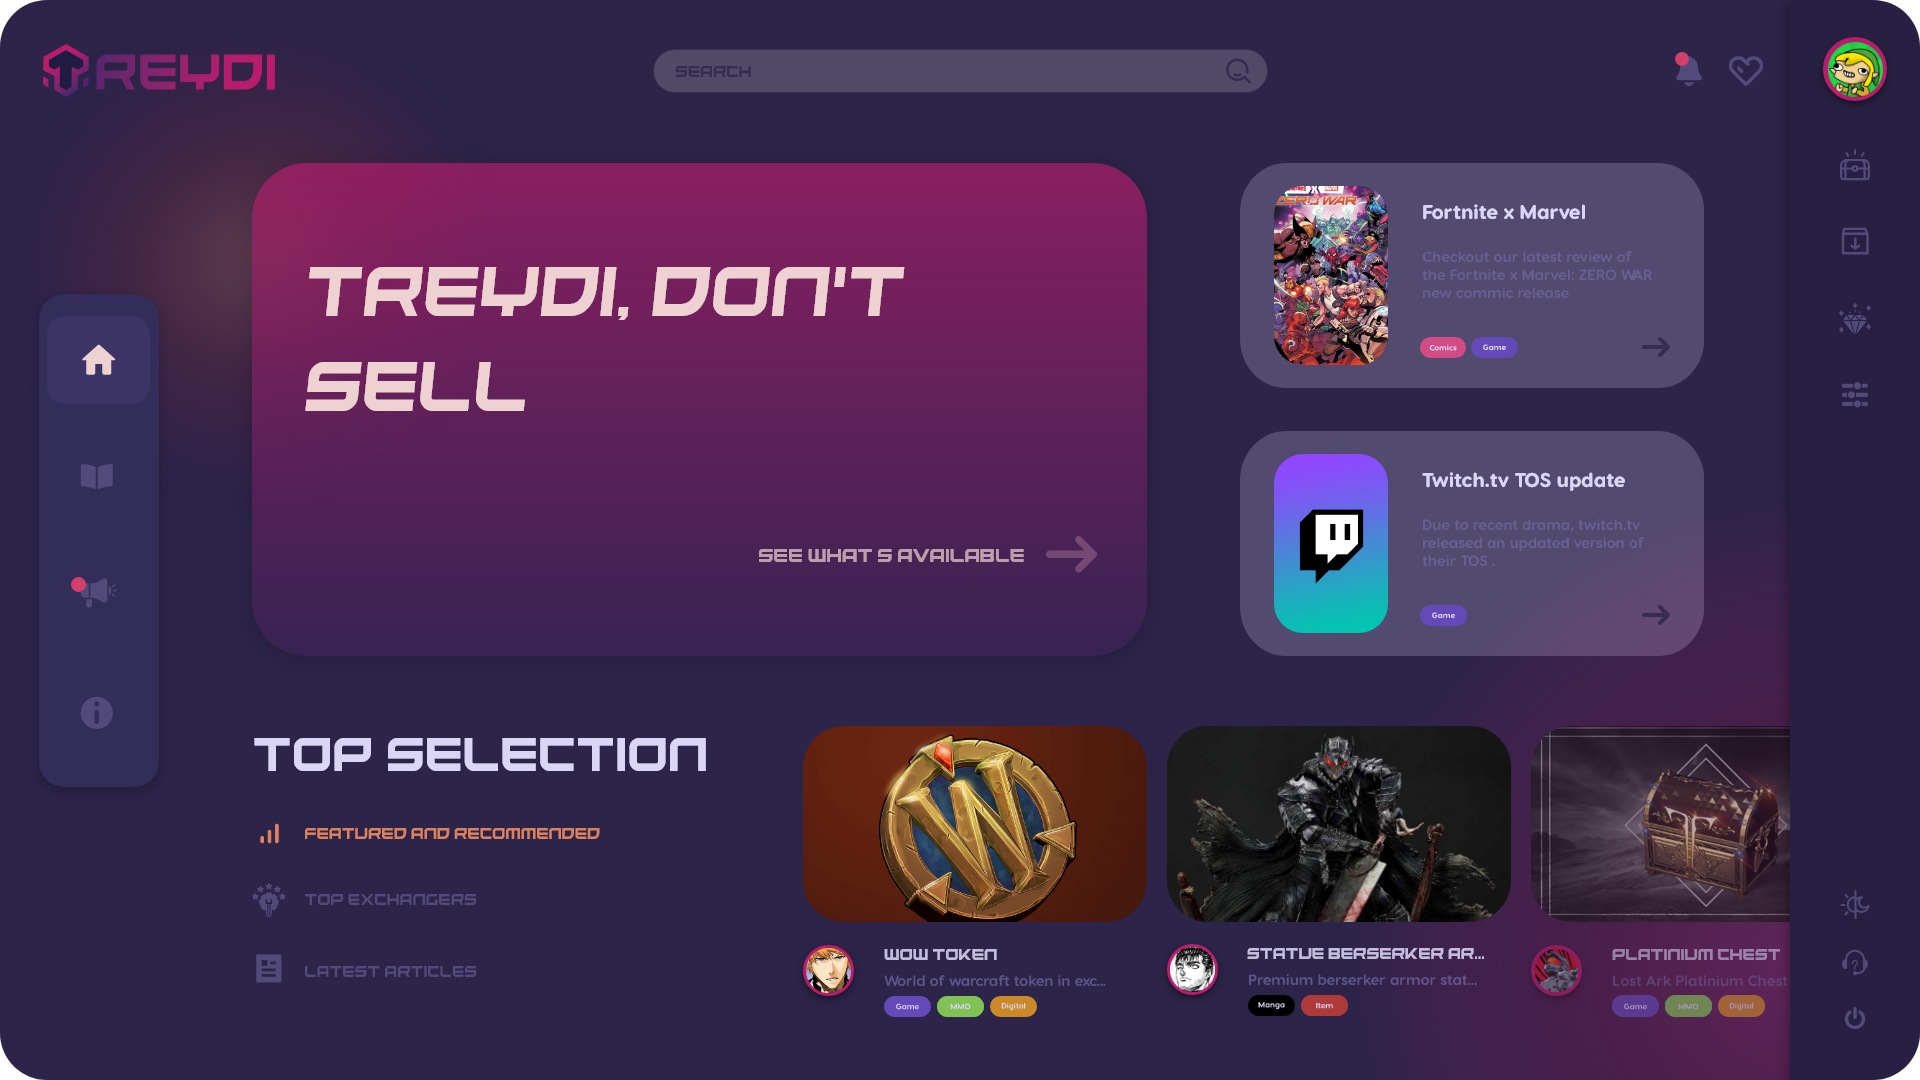 TREYDI
SEARCH
TREYDI, DON'T
SELL
SEE WHAT S AVAILABLE
ZERO WAR
Fortnite x Marvel
Checkout our latest review of
the Fortnite x Marvel: ZERO WAR
new commic release
Comics
Game
Twitch.tv TOS update
Due to recent drama, twitch.tv
released an updated version of
their TOS .
Game
TOP SELECTION
FEATURED AND RECOMMENDED
TOP EXCHANGERS
LATEST ARTICLES
WOW TOKEN
World of warcraft token in exc...
Game
MMO
Digital
STATUE BERSERKER AR...
Premium berserker armor stat...
Manga
Item
PLATINIUM CHEST
Lost Ark Platinium Chest
Game
MMO
Digital